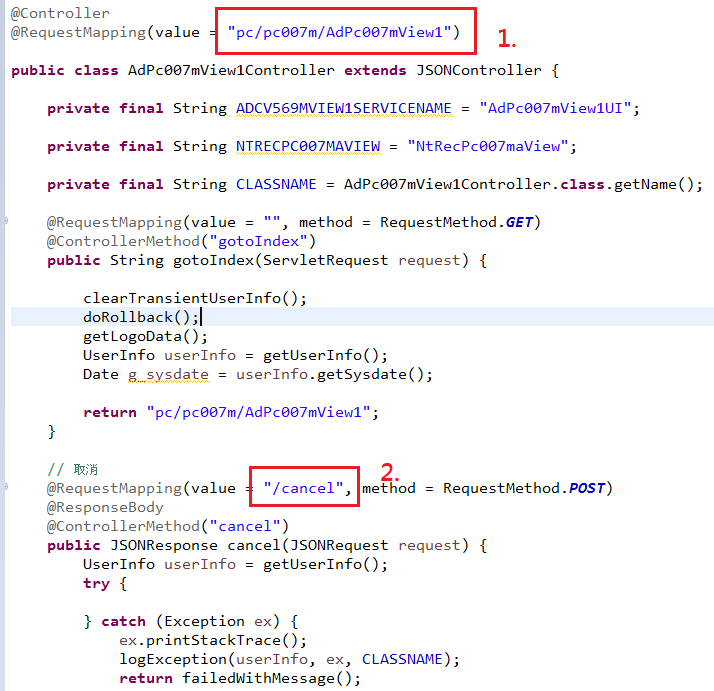 @Controller
@RequestMapping(value = "pc/pc007m/AdPc007mView1")
1.
public class AdPc007mView1Controller extends JSONController {
private final String ADCV569MVIEW1SERVICENAME = "AdPc007mView1UI";
private final String NTRECPC007MAVIEW = "NtRecPc007maView";
private final String CLASSNAME = AdPc007mView1Controller.class.getName();
@RequestMapping(value = "", method = RequestMethod.GET)
@ControllerMethod("gotoIndex")
public String gotoIndex(ServletRequest request) {
clearTransientUserInfo();
doRollback();
getLogoData();
UserInfo userInfo = getUserInfo();
Date g_sysdate = userInfo.getSysdate();
return "pc/pc007m/AdPc007mView1";
}
// 取消
2.
@RequestMapping(value = "/cancel", method = RequestMethod.POST)
@ResponseBody
@ControllerMethod("cancel")
public JSONResponse cancel(JSONRequest request) {
UserInfo userInfo = getUserInfo();
try {
} catch (Exception ex) {
ex.printStackTrace();
logException(userInfo, ex, CLASSNAME);
return failedWithMessage();